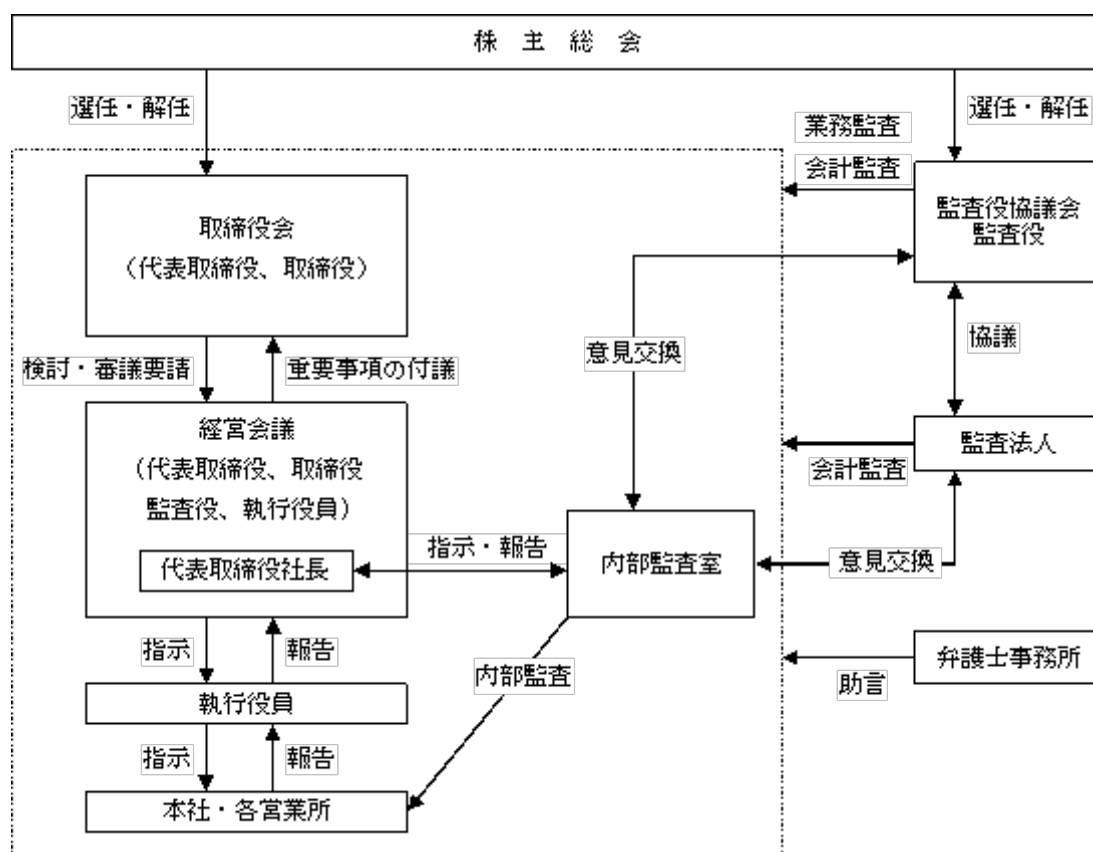 株主総会
選任・解任
選任・解任
業務監査
会計監査
監査役協議会
監査役
取締役会
（代表取締役、取締役）
意見交換
協議
検討・審議要請
重要事項の付議
経営会議
（代表取締役、取締役
監査役、執行役員）
代表取締役社長
監査法人
会計監査
指示・報告
内部監査室
意見交換
指示
報告
内部監査
弁護士事務所
助言
執行役員
指示
報告
本社・各営業所